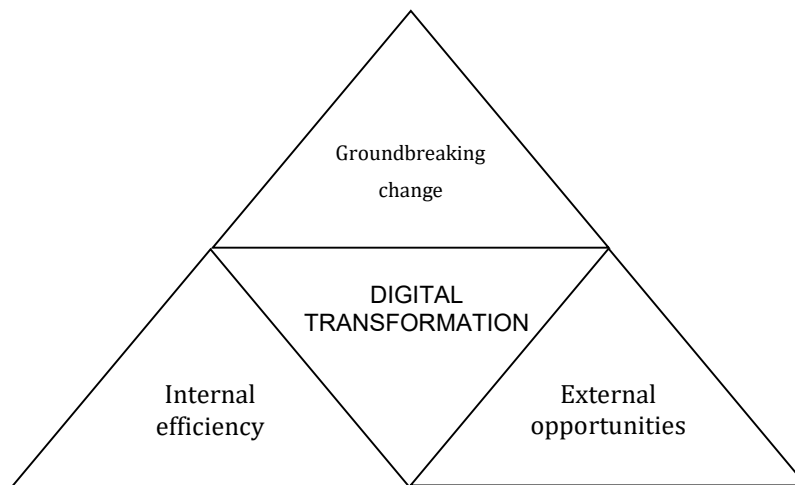 Groundbreaking
change
DIGITAL
TRANSFORMATION
Internal
efficiency
External
opportunities